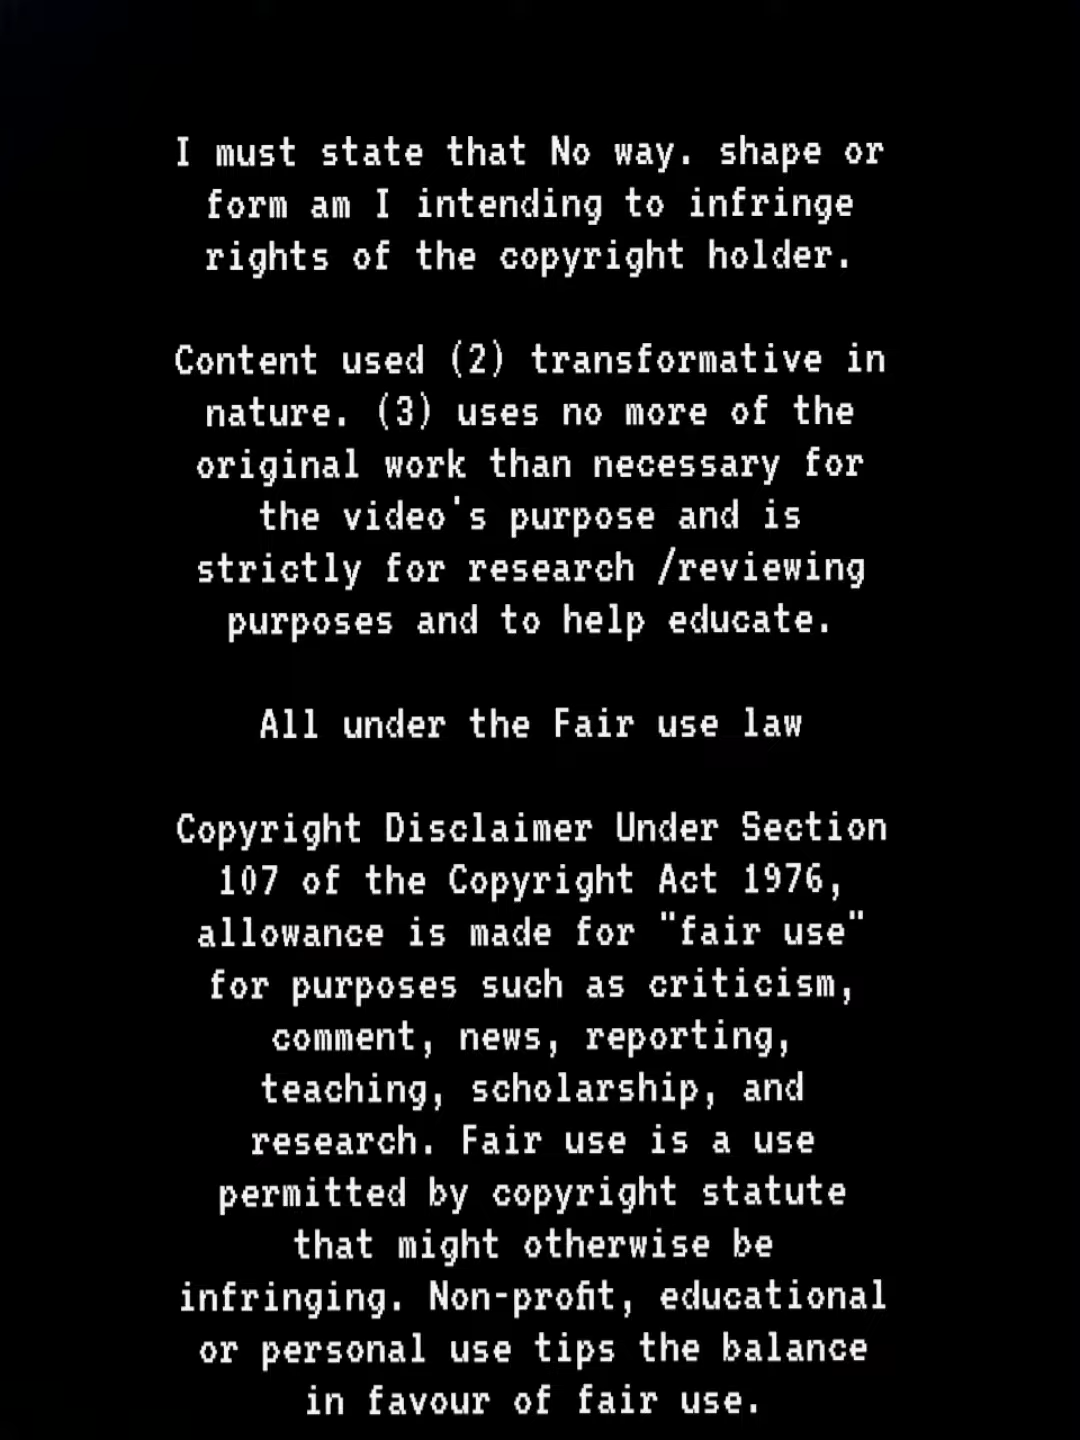 I must state that No way. shape or
form am I intending to infringe
rights of the copyright holder.
Content used (2) transformative in
nature. (3) uses no more of the
original work than necessary for
the video's purpose and is
strictly for research /reviewing
purposes and to help educate.
All under the Fair use law
Copyright Disclaimer Under Section
107 of the Copyright Act 1976,
allowance is made for "fair use"
for purposes such as criticism,
comment, news, reporting,
teaching, scholarship, and
research. Fair use is a use
permitted by copyright statute
that might otherwise be
infringing. Non-profit, educational
or personal use tips the balance
in favour of fair use.